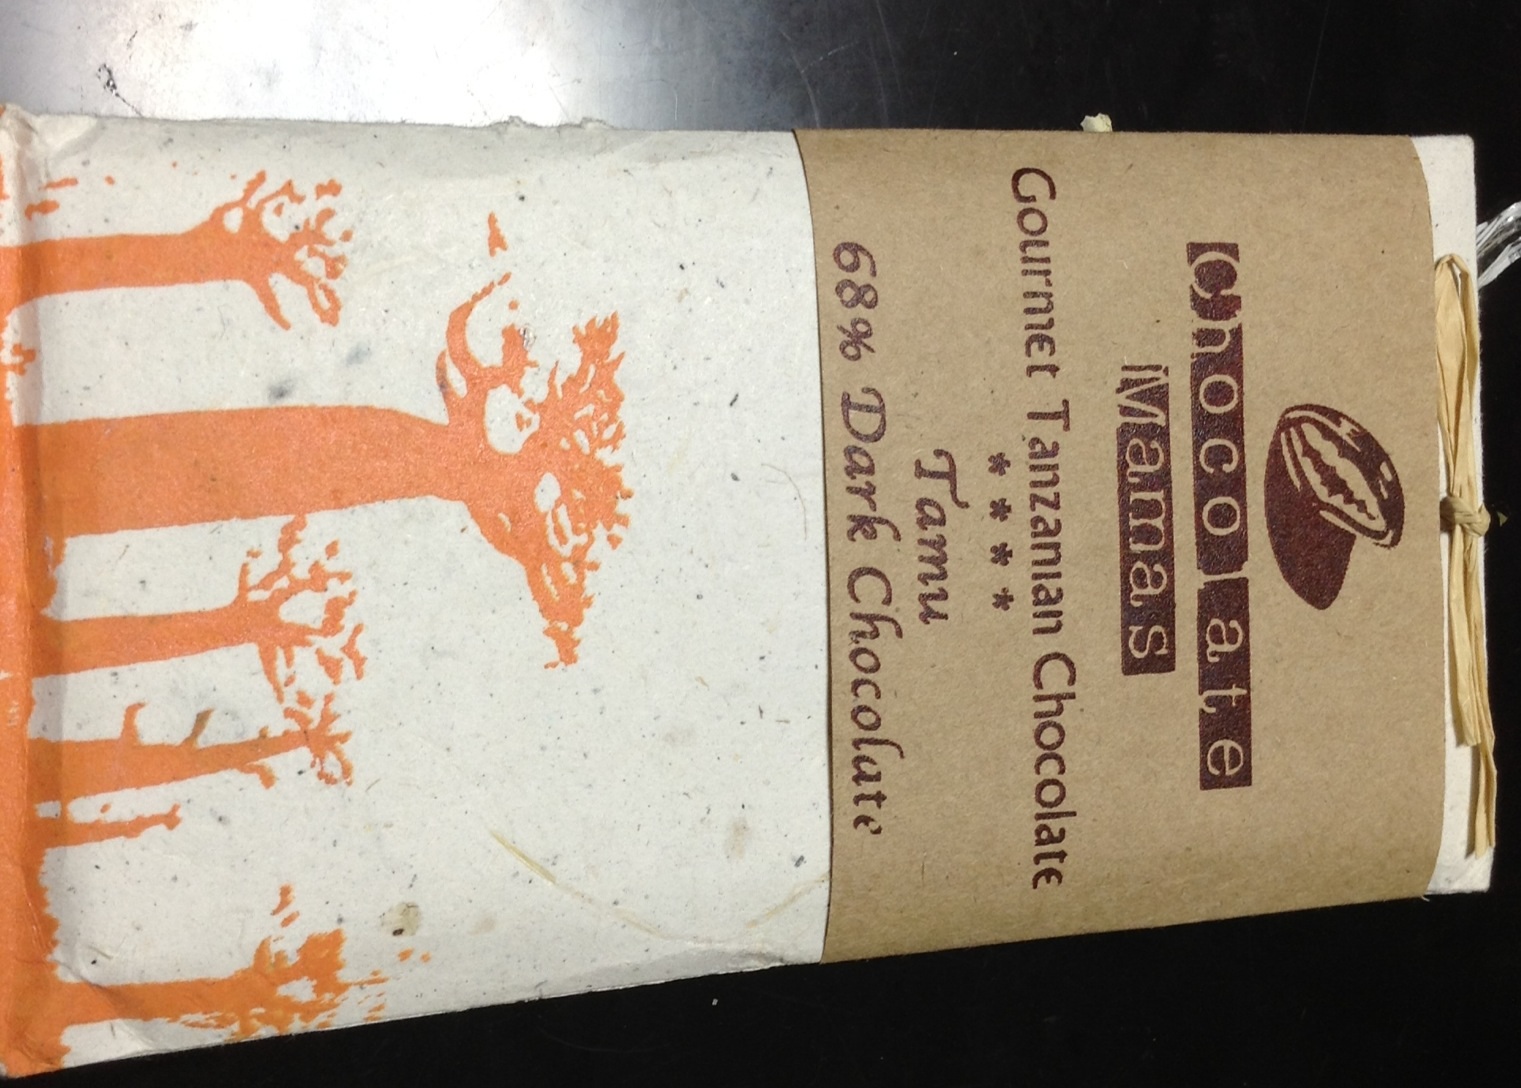 Chocolate
Mamas
Gourmet Tanzanian Chocolate
* * * *
Tamu
68% Dark Chocolate